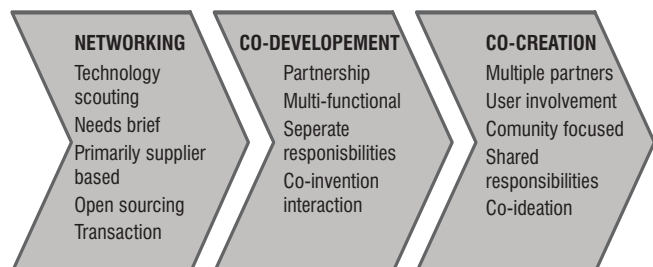 NETWORKING
Technology
scouting
Needs brief
Primarily supplier
based
Open sourcing
Transaction
CO-DEVELOPEMENT
Partnership
Multi-functional
Seperate
responisbilities
Co-invention
interaction
CO-CREATION
Multiple partners
User involvement
Comunity focused
Shared
responsibilities
Co-ideation